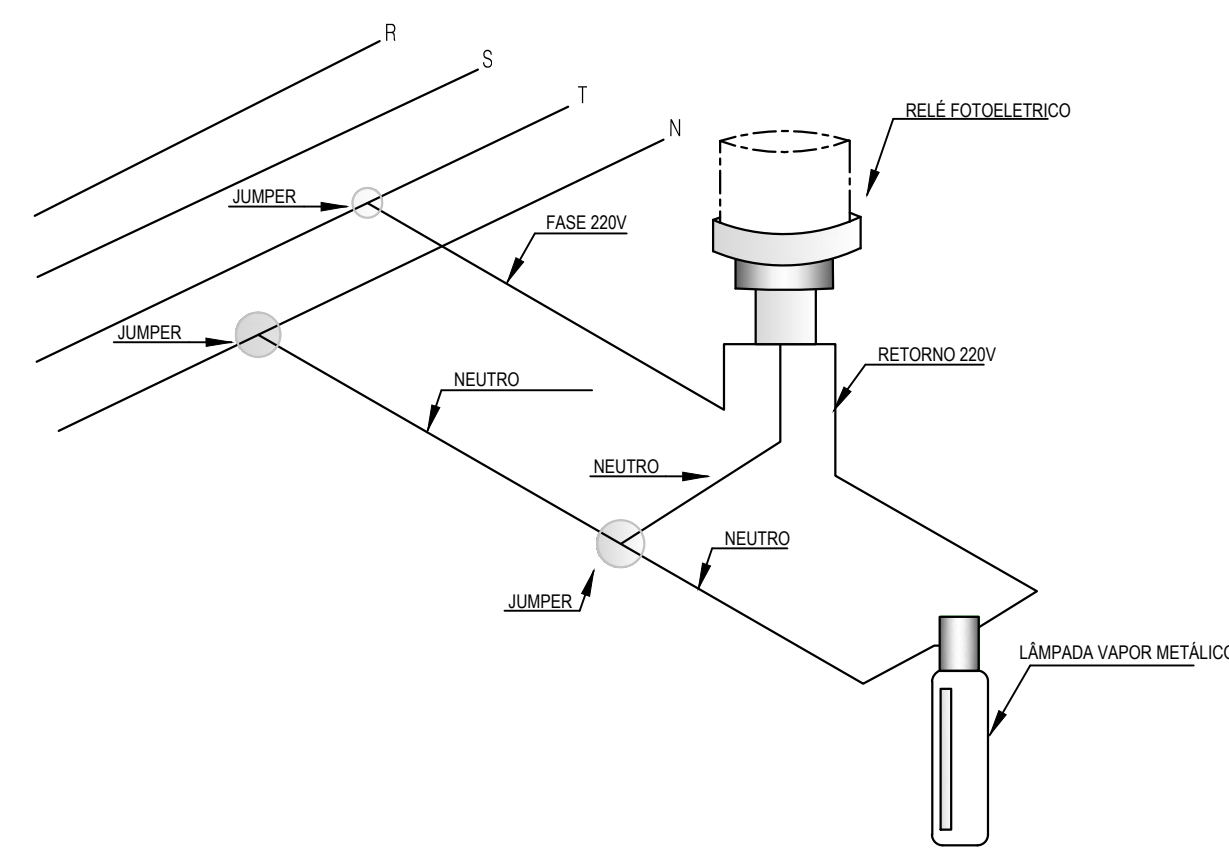 R
S
T
N
RELÉ FOTOELETRICO
JUMPER
FASE 220V
JUMPER
RETORNO 220V
NEUTRO
NEUTRO
NEUTRO
JUMPER
LÂMPADA VAPOR METÁLICO